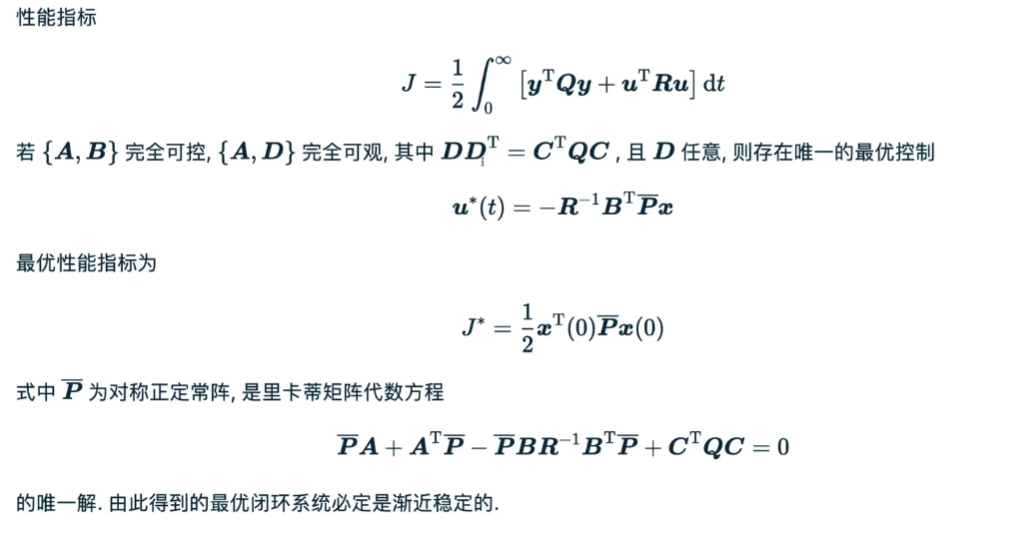 性能指标
$$J = \frac{1}{2}\int_0^\infty \left[\boldsymbol{y}^{\mathrm{T}}\boldsymbol{Q}\boldsymbol{y} + \boldsymbol{u}^{\mathrm{T}}\boldsymbol{R}\boldsymbol{u}\right] \mathrm{d}t$$
若 $\{\boldsymbol{A}, \boldsymbol{B}\}$ 完全可控, $\{\boldsymbol{A}, \boldsymbol{D}\}$ 完全可观, 其中 $\boldsymbol{D}\boldsymbol{D}^{\mathrm{T}} = \boldsymbol{C}^{\mathrm{T}}\boldsymbol{Q}\boldsymbol{C}$ , 且 $\boldsymbol{D}$ 任意, 则存在唯一的最优控制
$$\boldsymbol{u}^*(t) = -\boldsymbol{R}^{-1}\boldsymbol{B}^{\mathrm{T}}\overline{\boldsymbol{P}}\boldsymbol{x}$$
最优性能指标为
$$J^* = \frac{1}{2}\boldsymbol{x}^{\mathrm{T}}(0)\overline{\boldsymbol{P}}\boldsymbol{x}(0)$$
式中 $\overline{\boldsymbol{P}}$ 为对称正定常阵, 是里卡蒂矩阵代数方程
$$\overline{\boldsymbol{P}}\boldsymbol{A} + \boldsymbol{A}^{\mathrm{T}}\overline{\boldsymbol{P}} - \overline{\boldsymbol{P}}\boldsymbol{B}\boldsymbol{R}^{-1}\boldsymbol{B}^{\mathrm{T}}\overline{\boldsymbol{P}} + \boldsymbol{C}^{\mathrm{T}}\boldsymbol{Q}\boldsymbol{C} = 0$$
的唯一解. 由此得到的最优闭环系统必定是渐近稳定的.